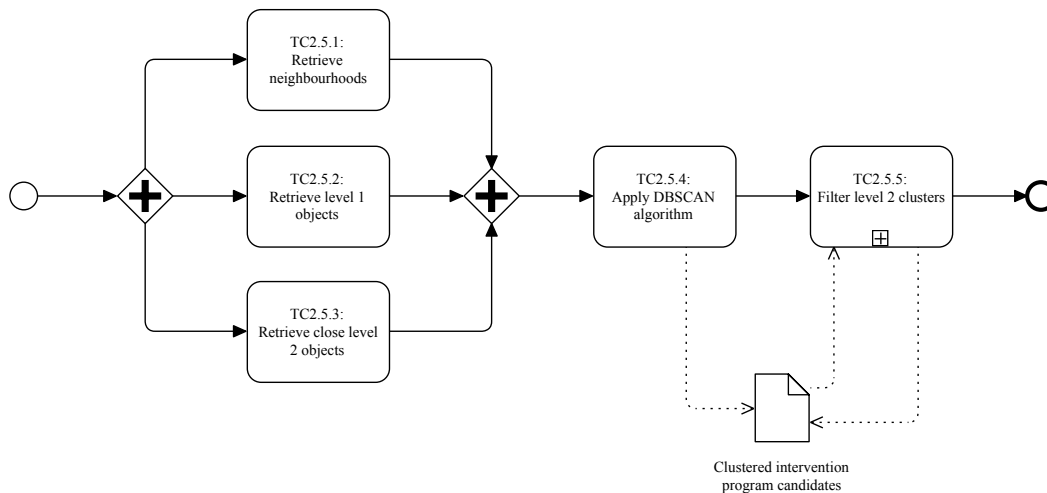 TC2.5.1:
Retrieve
neighbourhoods
TC2.5.2:
Retrieve level 1
objects
TC2.5.3:
Retrieve close level
2 objects
TC2.5.4:
Apply DBSCAN
algorithm
TC2.5.5:
Filter level 2 clusters
Clustered intervention
program candidates